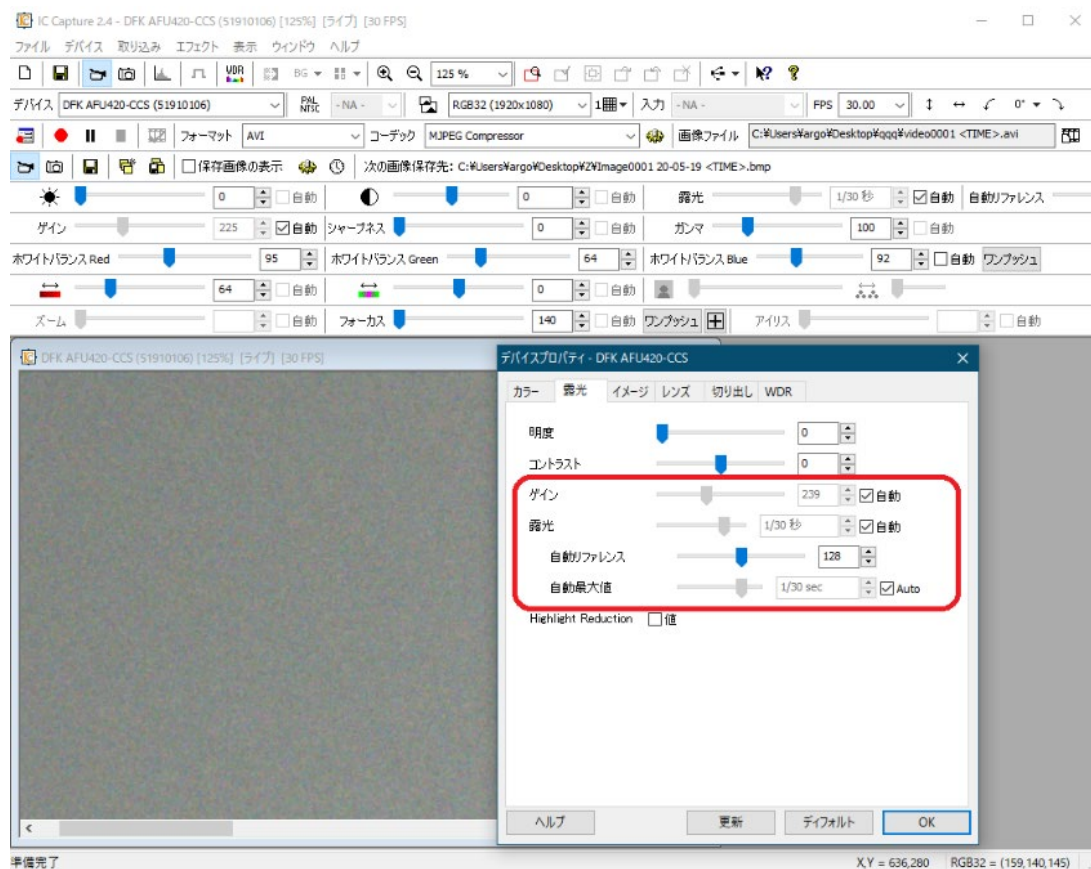 IC Capture 2.4 - DFK AFU420-CCS (51910106) [125%] [ライブ] [30 FPS]
ファイル デバイス 取り込み エフェクト 表示 ウィンドウ ヘルプ
VDR BG 125 %
デバイス DFK AFU420-CCS (51910106) PAL NTSC - NA - RGB32 (1920x1080) 1 入力 - NA - FPS 30.00 0°
フォーマット AVI コーデック MJPEG Compressor 画像ファイル C:¥Users¥argo¥Desktop¥qqq¥video0001 <TIME>.avi
保存画像の表示 次の画像保存先: C:¥Users¥argo¥Desktop¥Z¥Image0001 20-05-19 <TIME>.bmp
0 自動 0 自動 露光 1/30 秒 自動 自動リファレンス
ゲイン 225 自動 シャープネス 0 自動 ガンマ 100 自動
ホワイトバランス Red 95 ホワイトバランス Green 64 ホワイトバランス Blue 92 自動 ワンプッシュ
64 自動 0 自動
ズーム 自動 フォーカス 140 自動 ワンプッシュ アイリス 自動
DFK AFU420-CCS (51910106) [125%] [ライブ] [30 FPS]
デバイスプロパティ - DFK AFU420-CCS
カラー 露光 イメージ レンズ 切り出し WDR
明度 0
コントラスト 0
ゲイン 239 自動
露光 1/30 秒 自動
自動リファレンス 128
自動最大値 1/30 sec Auto
Highlight Reduction 値
ヘルプ 更新 ディフォルト OK
準備完了 X,Y = 636,280 RGB32 = (159,140,145)